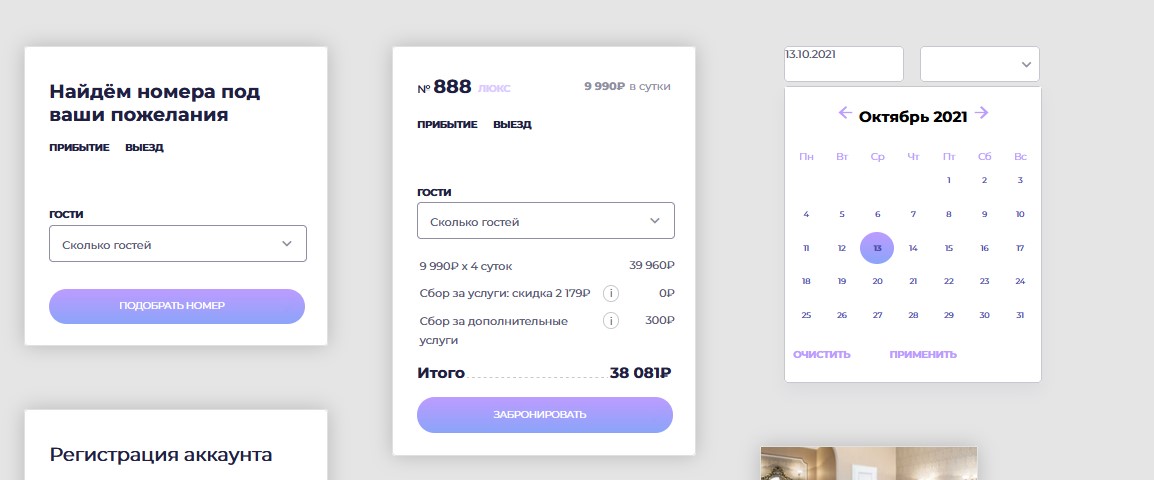 Найдём номера под
ваши пожелания
ПРИБЫТИЕ ВЫЕЗД
ГОСТИ
Сколько гостей
ПОДОБРАТЬ НОМЕР
Регистрация аккаунта
№ 888 ЛЮКС 9 990₽ в сутки
ПРИБЫТИЕ ВЫЕЗД
ГОСТИ
Сколько гостей
9 990₽ x 4 суток 39 960₽
Сбор за услуги: скидка 2 179₽ i 0₽
Сбор за дополнительные i 300₽
услуги
Итого 38 081₽
ЗАБРОНИРОВАТЬ
13.10.2021
Октябрь 2021
Пн Вт Ср Чт Пт Сб Вс
1 2 3
4 5 6 7 8 9 10
11 12 13 14 15 16 17
18 19 20 21 22 23 24
25 26 27 28 29 30 31
ОЧИСТИТЬ ПРИМЕНИТЬ